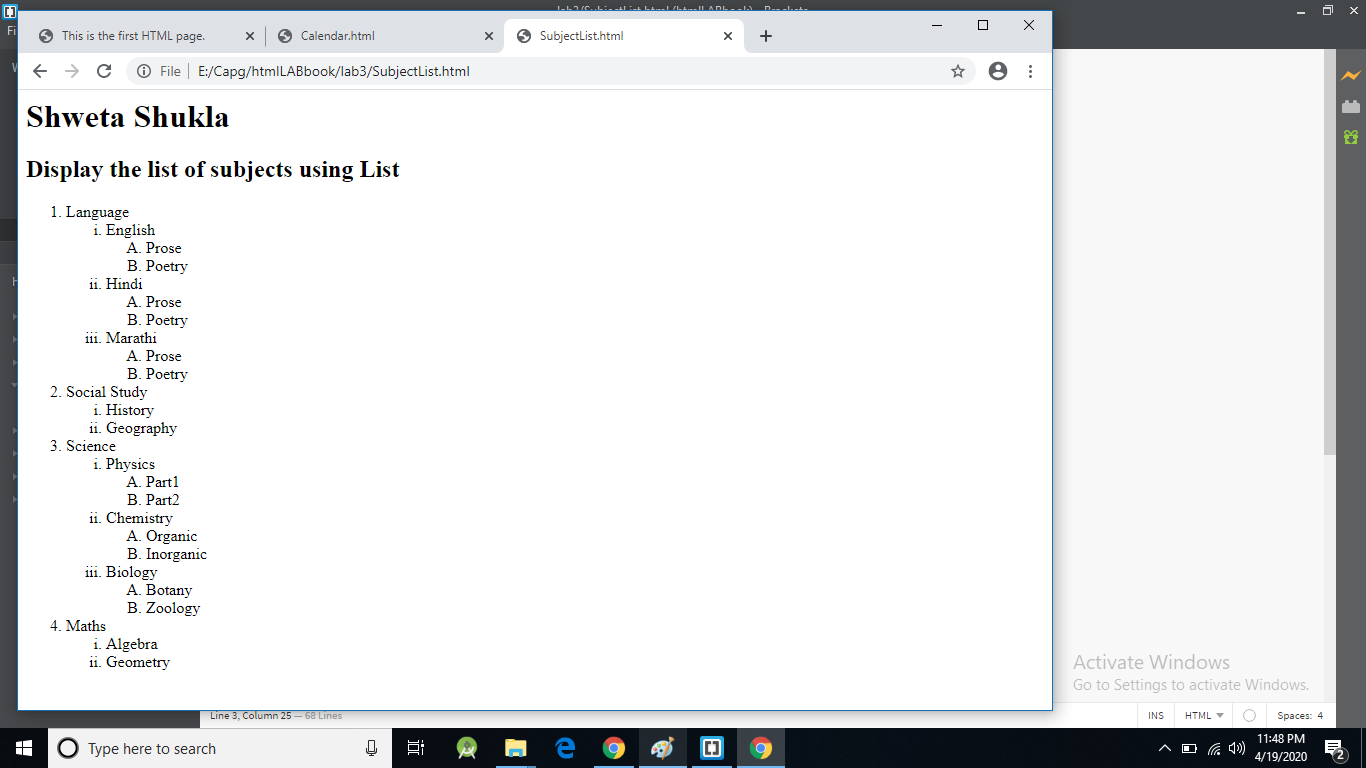 This is the first HTML page.
Calendar.html
SubjectList.html
File
E:/Capg/htmlLABbook/lab3/SubjectList.html
Shweta Shukla
Display the list of subjects using List
1. Language
i. English
A. Prose
B. Poetry
ii. Hindi
A. Prose
B. Poetry
iii. Marathi
A. Prose
B. Poetry
2. Social Study
i. History
ii. Geography
3. Science
i. Physics
A. Part1
B. Part2
ii. Chemistry
A. Organic
B. Inorganic
iii. Biology
A. Botany
B. Zoology
4. Maths
i. Algebra
ii. Geometry
Activate Windows
Go to Settings to activate Windows.
Line 3, Column 25 — 68 Lines
INS
HTML
Spaces: 4
Type here to search
11:48 PM
4/19/2020
2